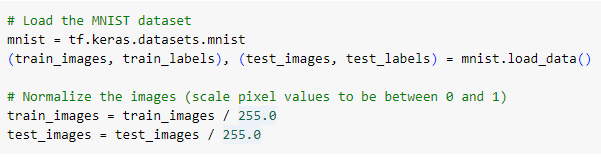 # Load the MNIST dataset
mnist = tf.keras.datasets.mnist
(train_images, train_labels), (test_images, test_labels) = mnist.load_data()
# Normalize the images (scale pixel values to be between 0 and 1)
train_images = train_images / 255.0
test_images = test_images / 255.0